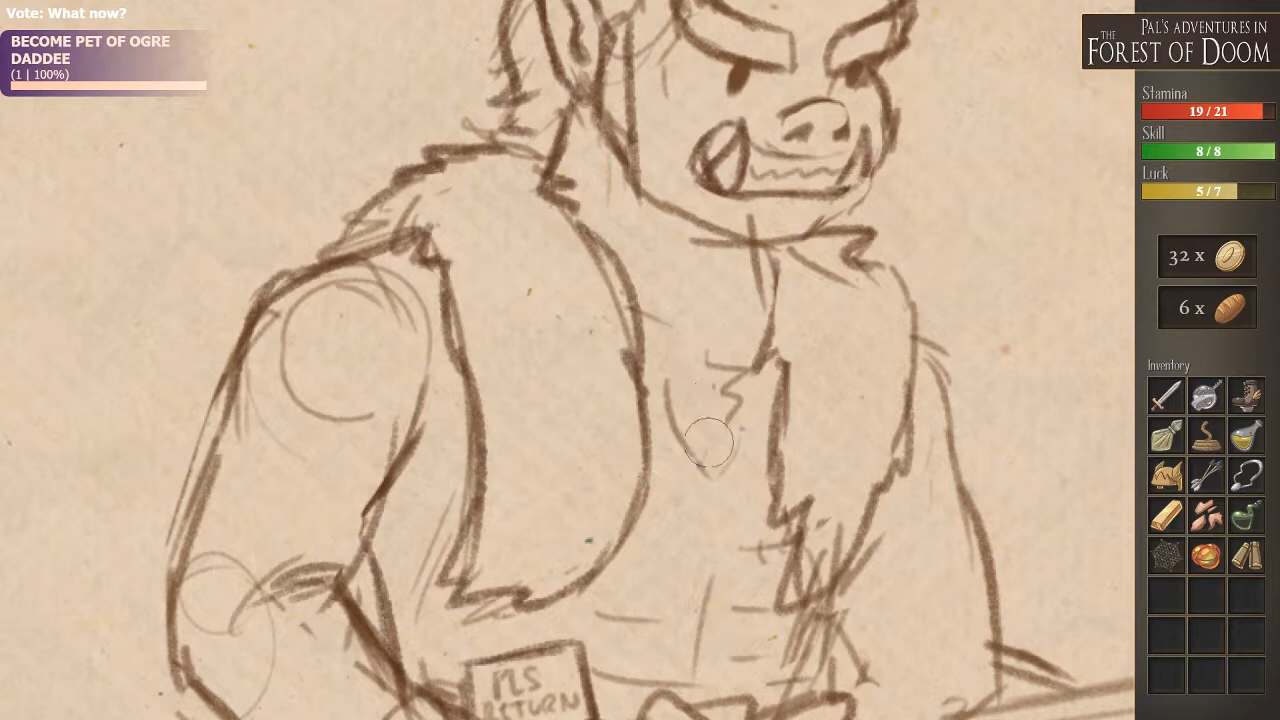 Vote: What now?
BECOME PET OF OGRE
DADDEE
(1 | 100%)
PAL'S ADVENTURES IN
THE
FOREST OF DOOM
Stamina
19 / 21
Skill
8 / 8
Luck
5 / 7
32 x
6 x
Inventory
PLS
RETURN